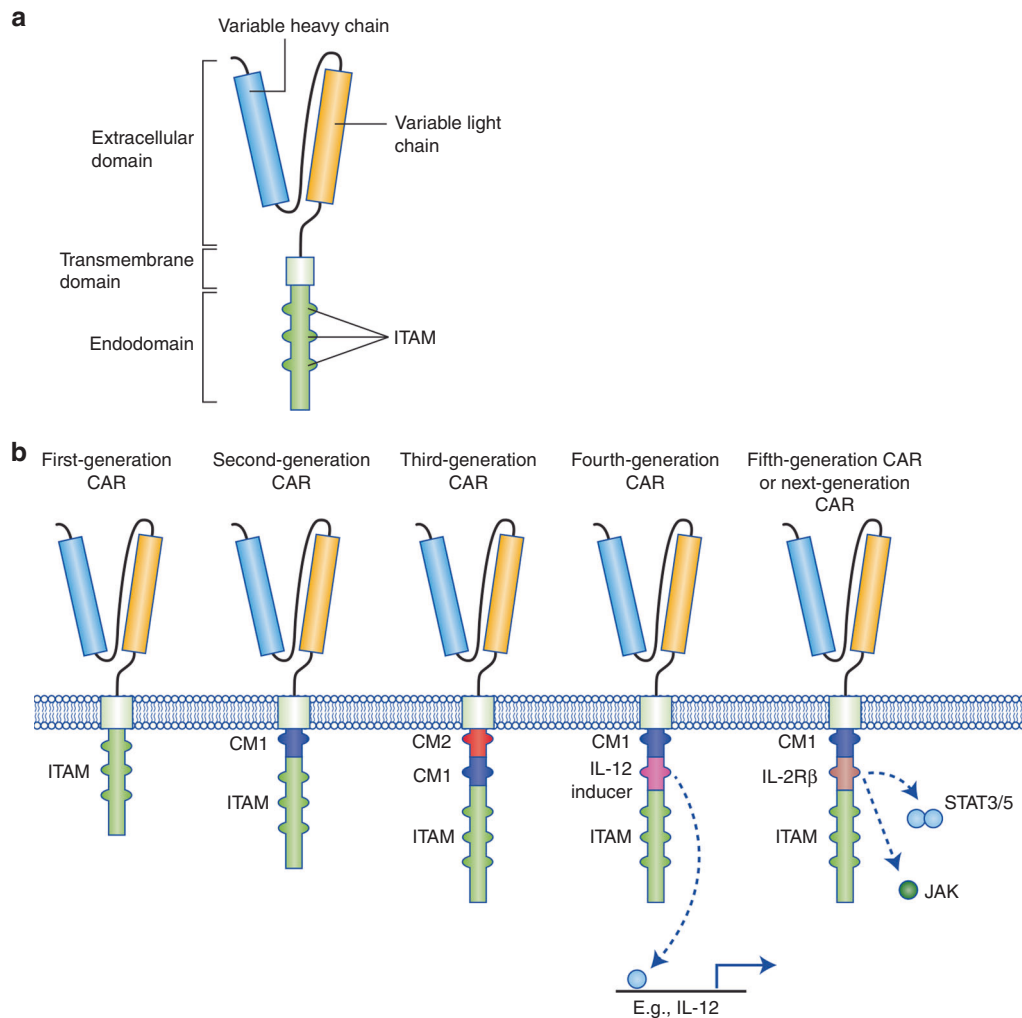 a
Variable heavy chain
Variable light
chain
Extracellular
domain
Transmembrane
domain
Endodomain
ITAM
b
First-generation
CAR
Second-generation
CAR
Third-generation
CAR
Fourth-generation
CAR
Fifth-generation CAR
or next-generation
CAR
ITAM
CM1
ITAM
CM2
CM1
ITAM
CM1
IL-12
inducer
ITAM
E.g., IL-12
CM1
IL-2Rβ
ITAM
STAT3/5
JAK